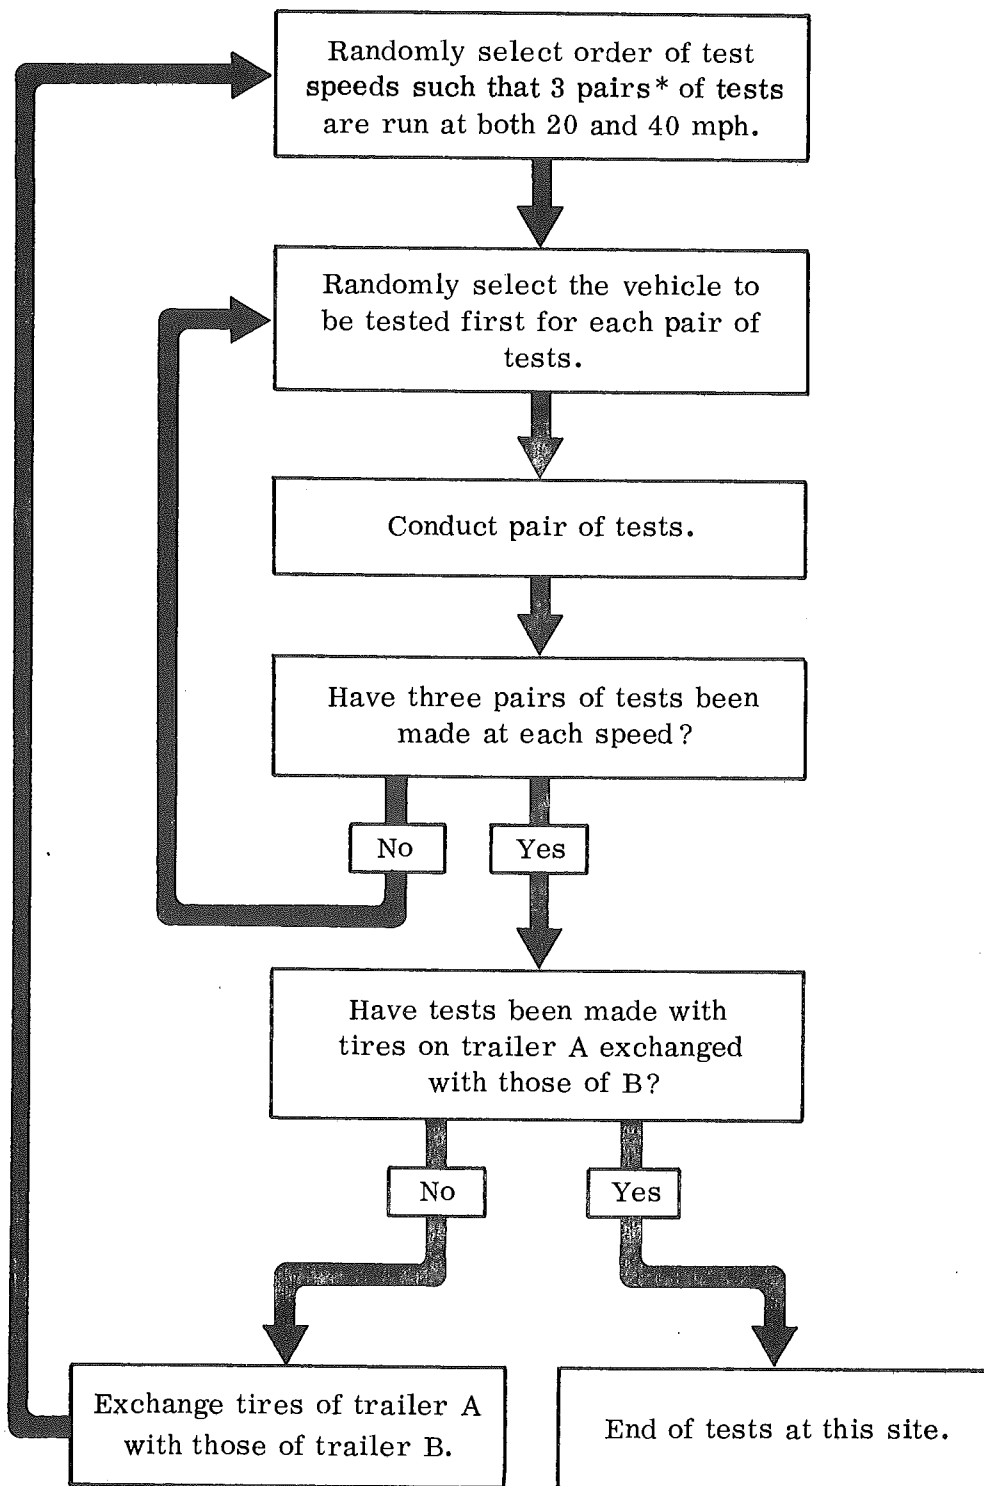 Randomly select order of test
speeds such that 3 pairs* of tests
are run at both 20 and 40 mph.
Randomly select the vehicle to
be tested first for each pair of
tests.
Conduct pair of tests.
Have three pairs of tests been
made at each speed?
No
Yes
Have tests been made with
tires on trailer A exchanged
with those of B?
No
Yes
Exchange tires of trailer A
with those of trailer B.
End of tests at this site.